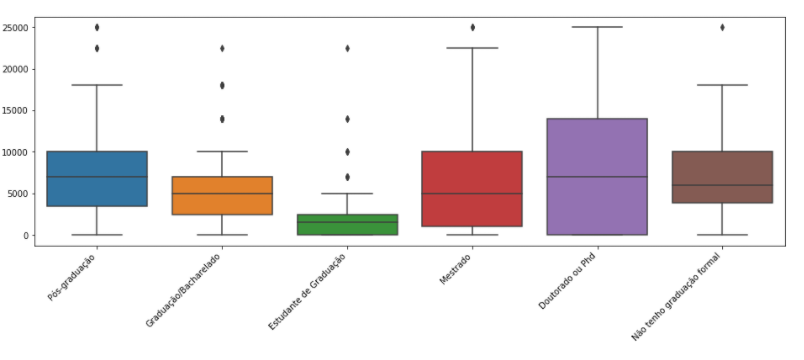 25000
20000
15000
10000
5000
0
Pós-graduação
Graduação/Bacharelado
Estudante de Graduação
Mestrado
Doutorado ou Phd
Não tenho graduação formal